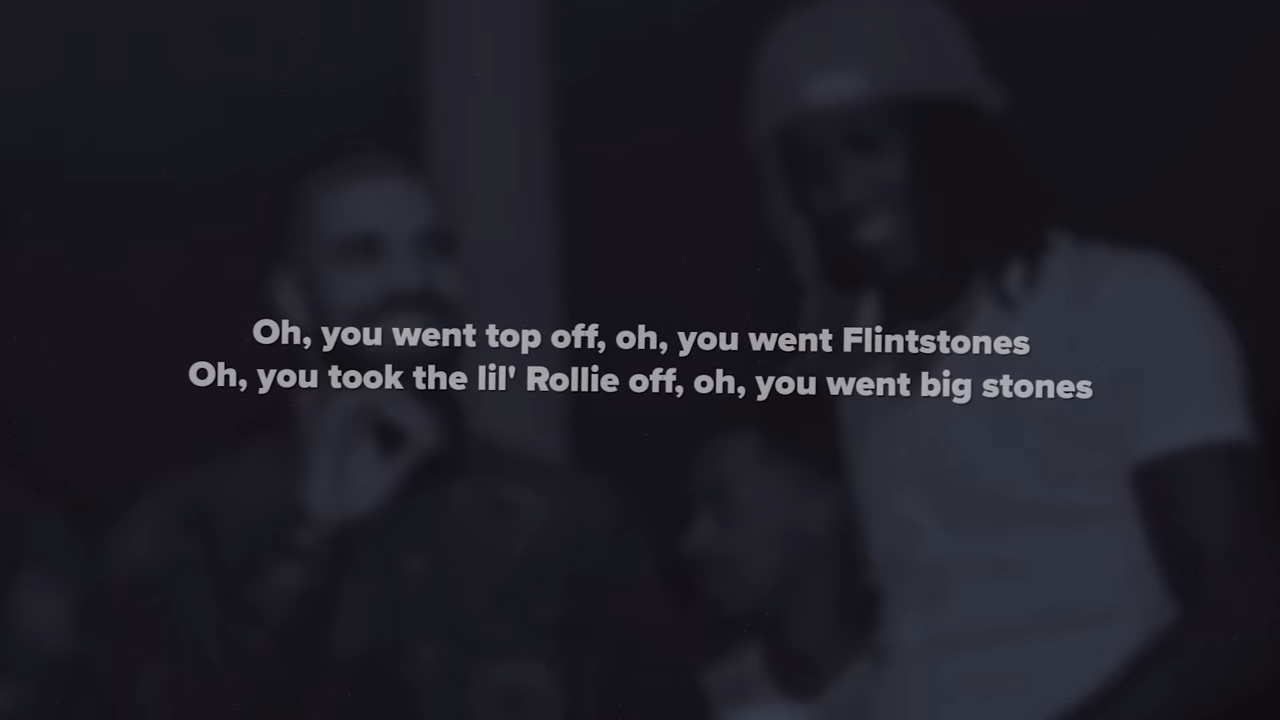 Oh, you went top off, oh, you went Flintstones
Oh, you took the lil' Rollie off, oh, you went big stones